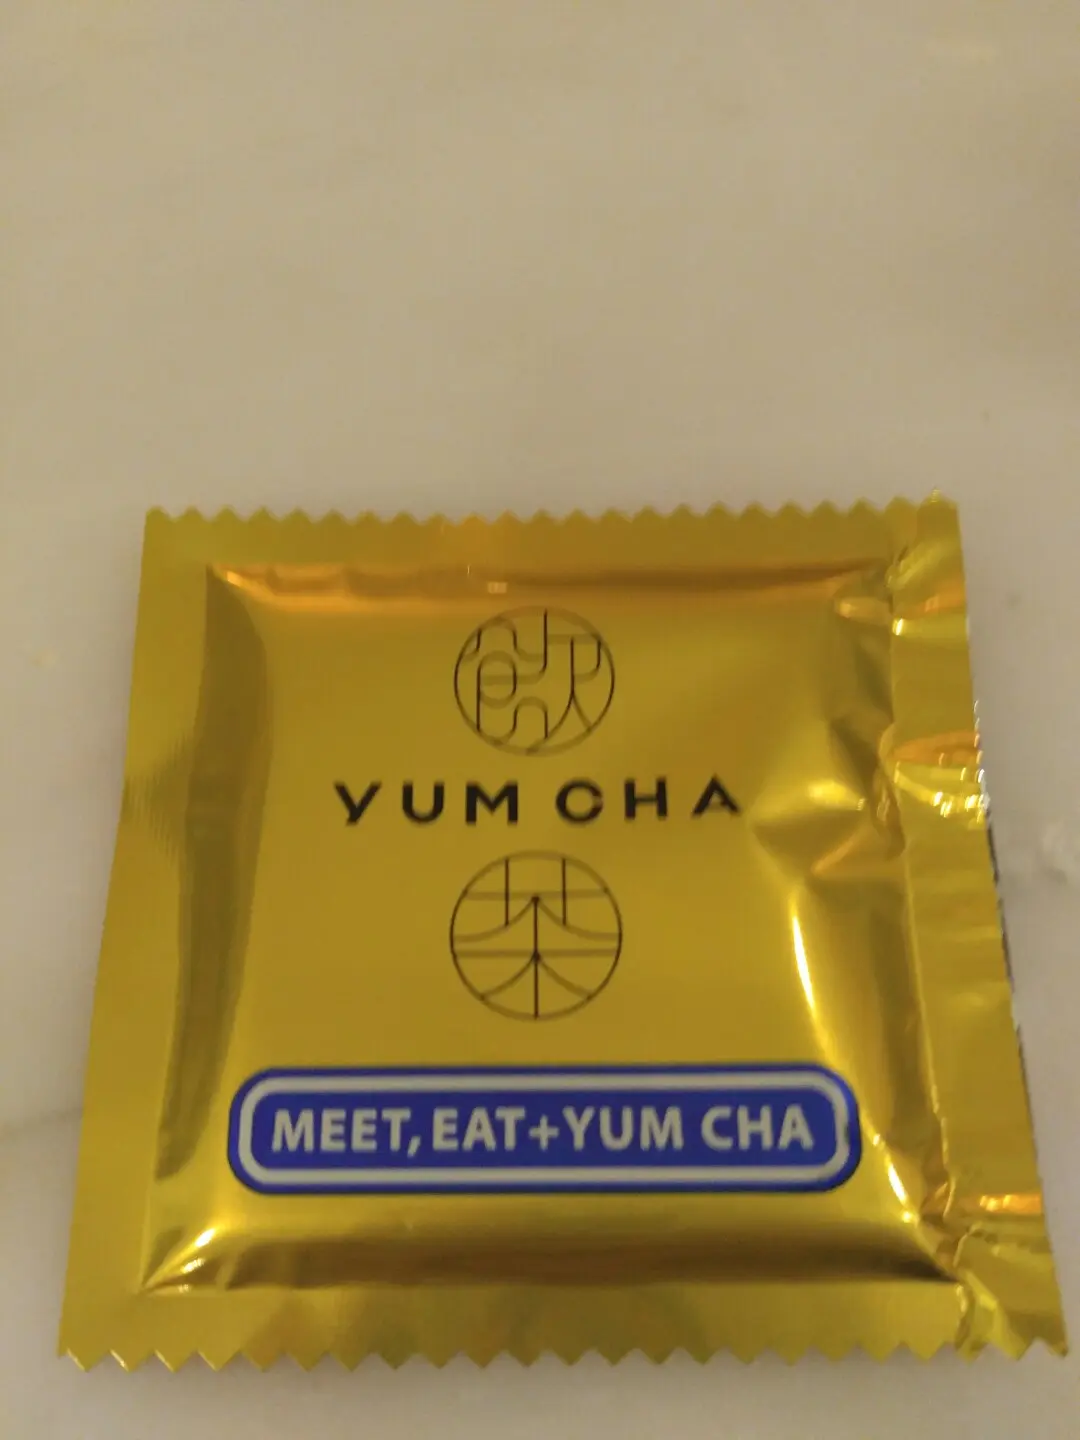 飲
YUM CHA
茶
MEET, EAT+YUM CHA